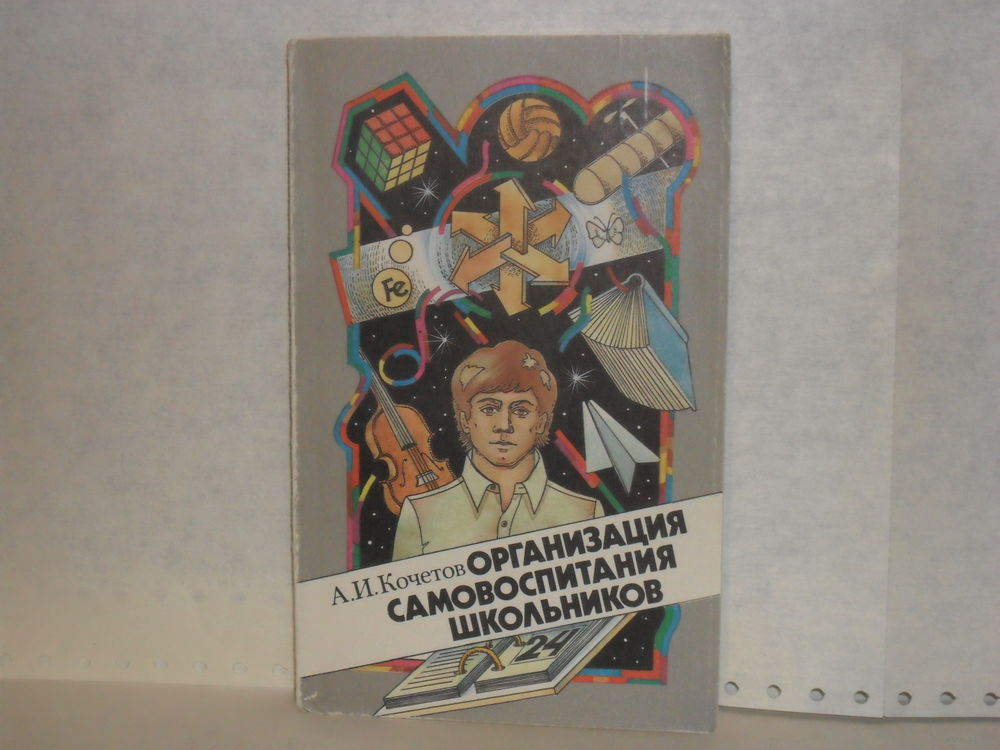 Fe
А.И.Кочетов ОРГАНИЗАЦИЯ
САМОВОСПИТАНИЯ
ШКОЛЬНИКОВ
24